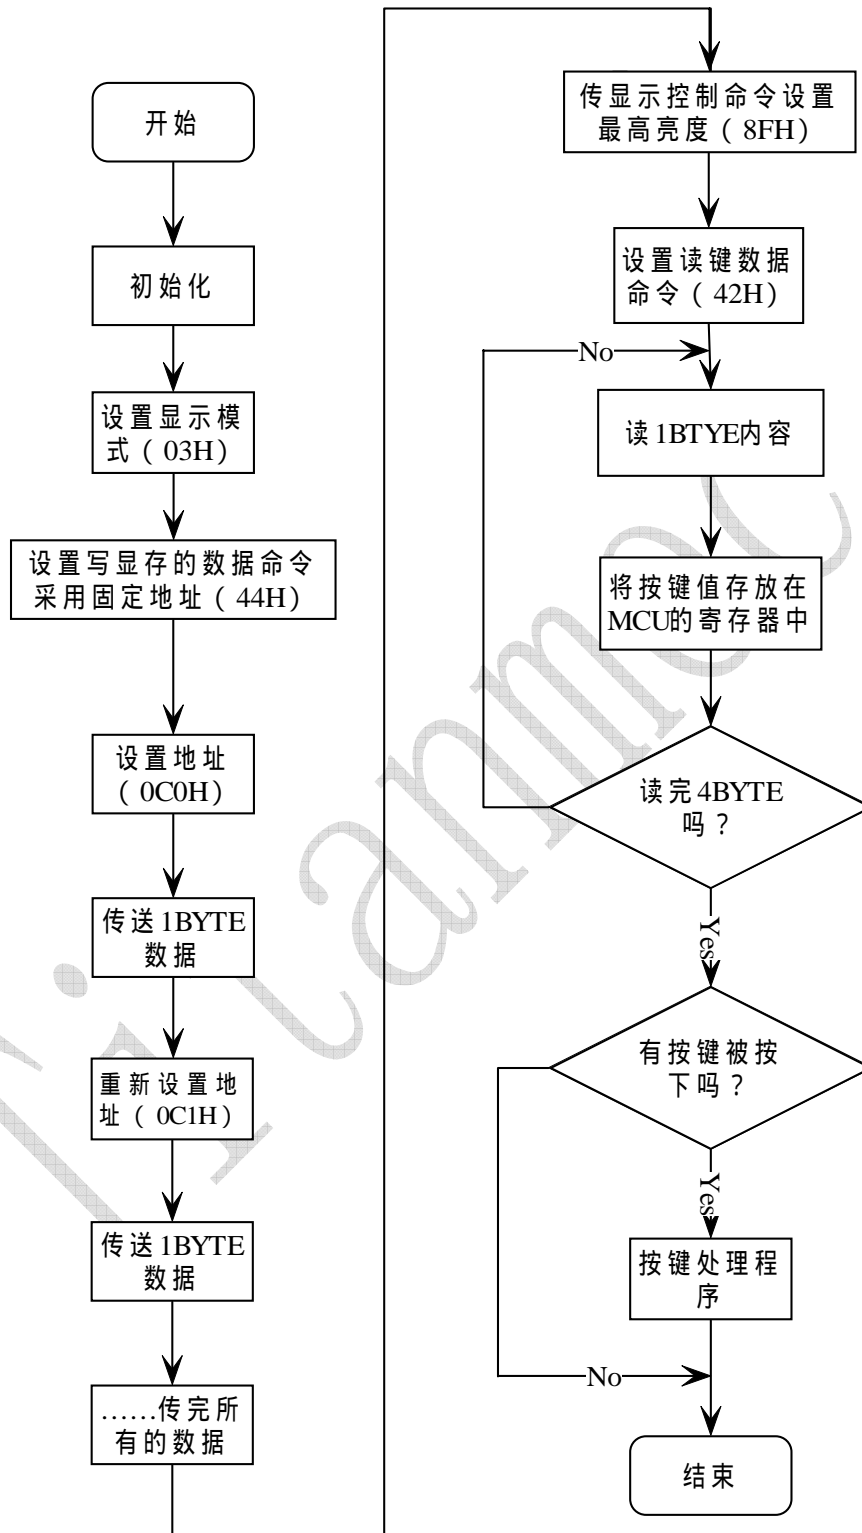 开始
初始化
设置显示模
式（03H）
设置写显存的数据命令
采用固定地址（44H）
设置地址
（0C0H）
传送1BYTE
数据
重新设置地
址（0C1H）
传送1BYTE
数据
……传完所
有的数据
传显示控制命令设置
最高亮度（8FH）
设置读键数据
命令（42H）
No
读1BTYE内容
将按键值存放在
MCU的寄存器中
读完4BYTE
吗？
Yes
有按键被按
下吗？
Yes
按键处理程
序
No
结束
Titanmec